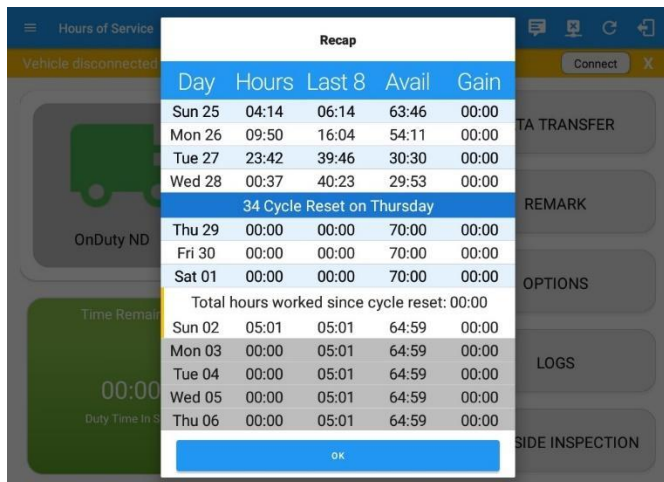 Hours of Service
Recap
Vehicle disconnected
Connect
X
Day Hours Last 8 Avail Gain
Sun 25 04:14 06:14 63:46 00:00
Mon 26 09:50 16:04 54:11 00:00
Tue 27 23:42 39:46 30:30 00:00
Wed 28 00:37 40:23 29:53 00:00
34 Cycle Reset on Thursday
Thu 29 00:00 00:00 70:00 00:00
Fri 30 00:00 00:00 70:00 00:00
Sat 01 00:00 00:00 70:00 00:00
Total hours worked since cycle reset: 00:00
Sun 02 05:01 05:01 64:59 00:00
Mon 03 00:00 05:01 64:59 00:00
Tue 04 00:00 05:01 64:59 00:00
Wed 05 00:00 05:01 64:59 00:00
Thu 06 00:00 05:01 64:59 00:00
OK
OnDuty ND
Time Remain
00:00
Duty Time In S
TA TRANSFER
REMARK
OPTIONS
LOGS
SIDE INSPECTION